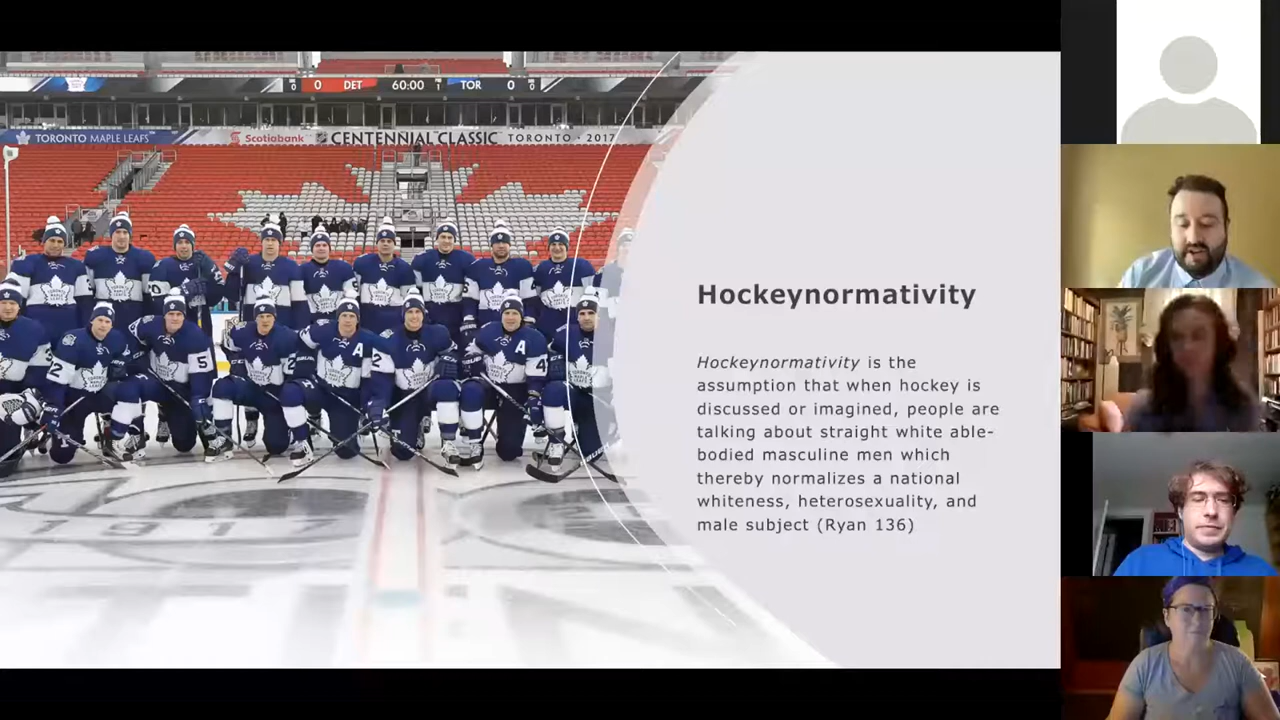 0 DET 60:00 TOR 0
TORONTO MAPLE LEAFS Scotiabank CENTENNIAL CLASSIC TORONTO • 2017
Hockeynormativity
Hockeynormativity is the
assumption that when hockey is
discussed or imagined, people are
talking about straight white able-
bodied masculine men which
thereby normalizes a national
whiteness, heterosexuality, and
male subject (Ryan 136)
A
A
5
1917